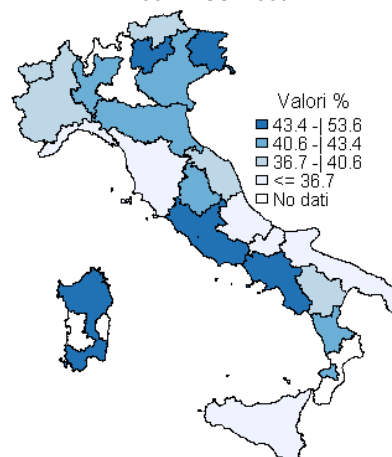 Valori %
43.4 -| 53.6
40.6 -| 43.4
36.7 -| 40.6
<= 36.7
No dati